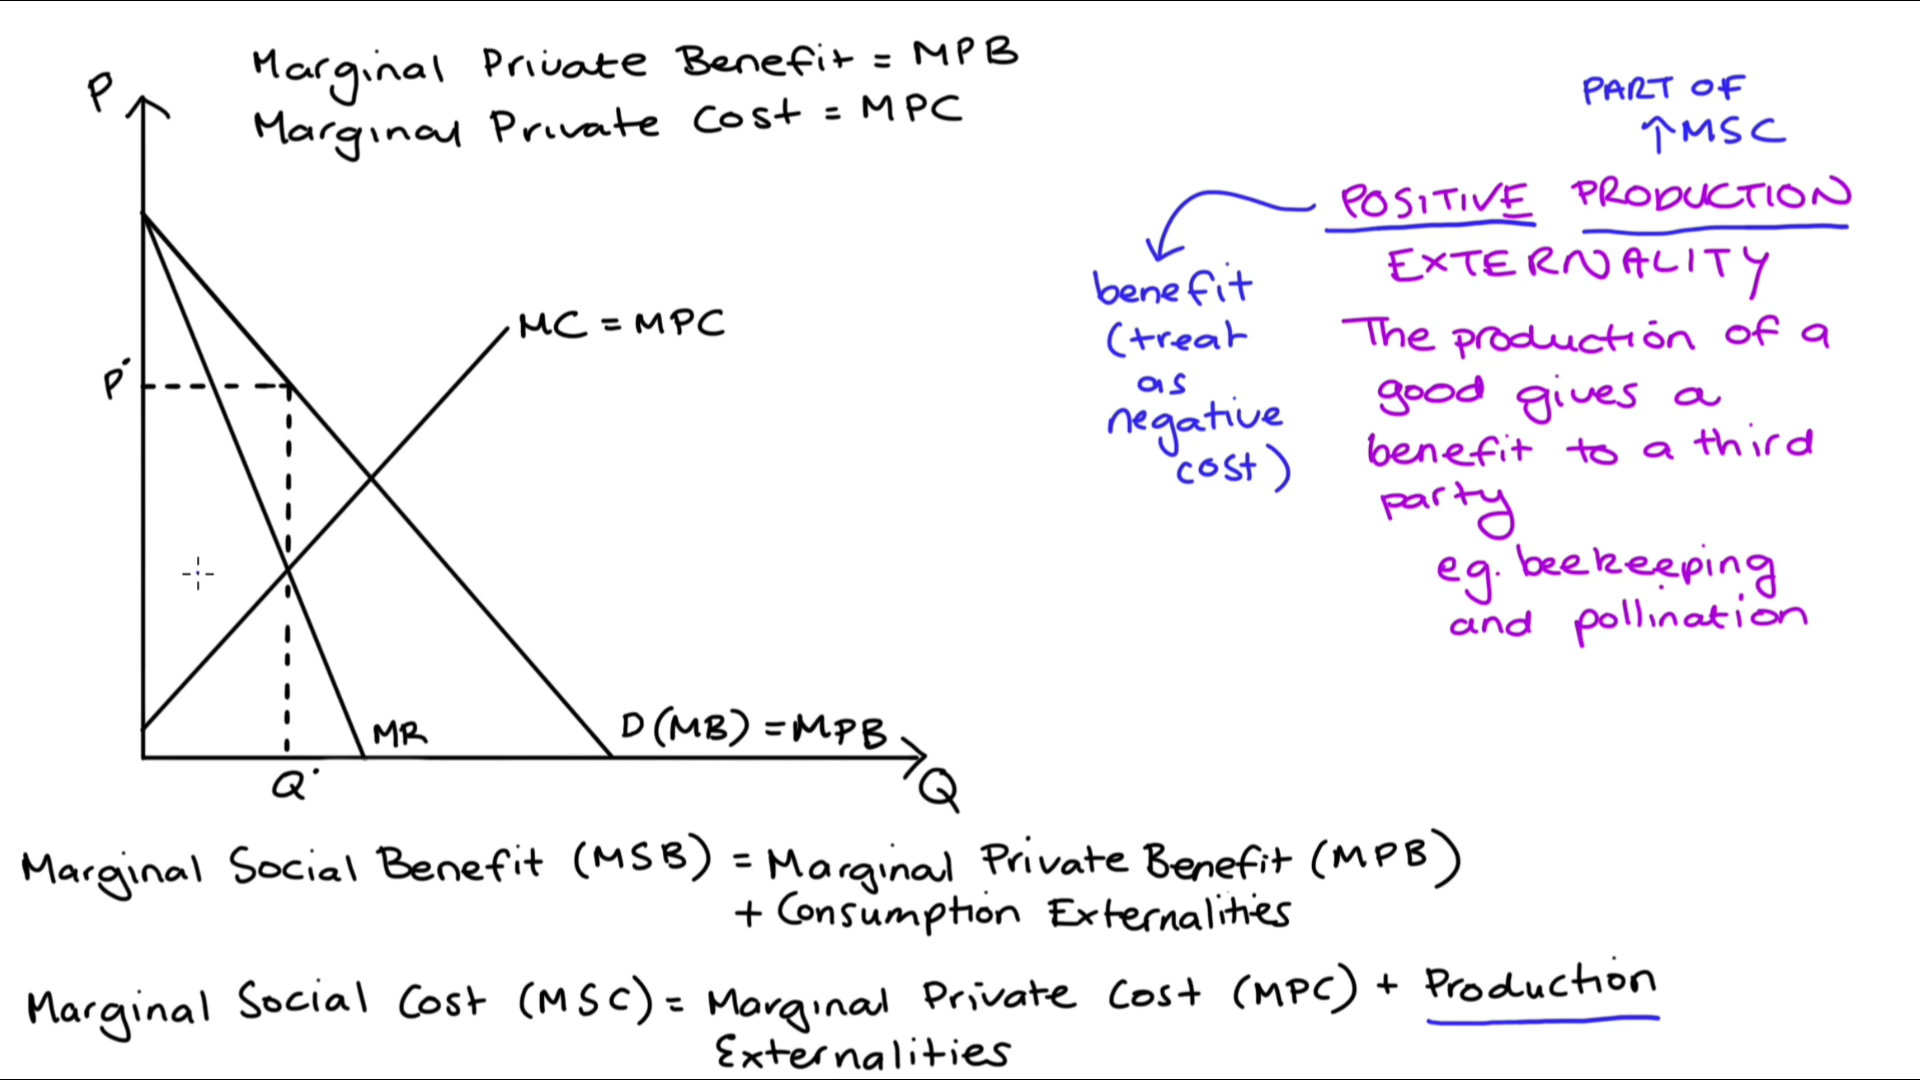 Marginal Private Benefit = MPB
Marginal Private Cost = MPC
P
MC = MPC
P*
MR
D (MB) = MPB
Q*
Q
PART OF
↑ MSC
POSITIVE PRODUCTION
EXTERNALITY
benefit
(treat
as
negative
cost)
The production of a
good gives a
benefit to a third
party
eg. beekeeping
and pollination
Marginal Social Benefit (MSB) = Marginal Private Benefit (MPB)
+ Consumption Externalities
Marginal Social Cost (MSC) = Marginal Private Cost (MPC) + Production
Externalities